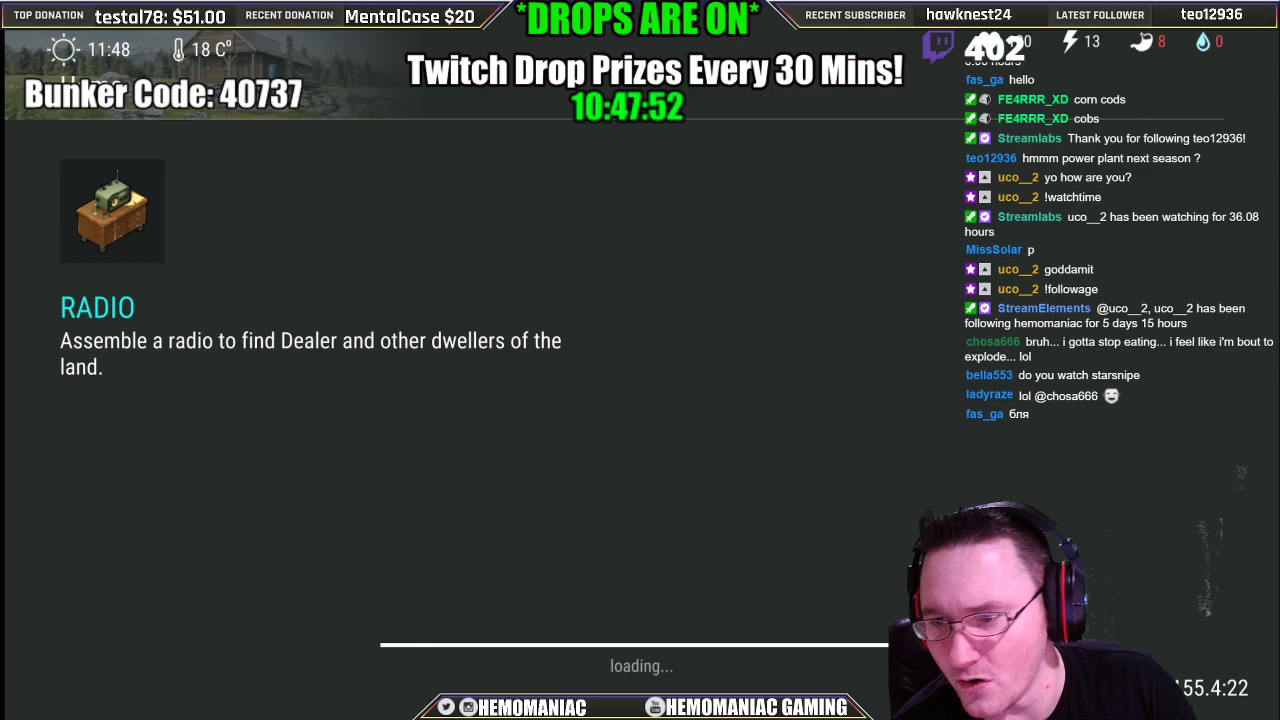 TOP DONATION testal78: $51.00 RECENT DONATION MentalCase $20 *DROPS ARE ON* RECENT SUBSCRIBER hawknest24 LATEST FOLLOWER teo12936
11:48 18 C° 402 13 8 0
Twitch Drop Prizes Every 30 Mins!
Bunker Code: 40737
10:47:52
fas_ga hello
FE4RRR_XD corn cods
FE4RRR_XD cobs
Streamlabs Thank you for following teo12936!
teo12936 hmmm power plant next season ?
uco__2 yo how are you?
uco__2 !watchtime
Streamlabs uco__2 has been watching for 36.08
hours
MissSolar p
uco__2 goddamit
uco__2 !followage
StreamElements @uco__2, uco__2 has been
following hemomaniac for 5 days 15 hours
chosa666 bruh... i gotta stop eating... i feel like i'm bout to
explode... lol
bella553 do you watch starsnipe
ladyraze lol @chosa666
fas_ga бля
RADIO
Assemble a radio to find Dealer and other dwellers of the
land.
loading...
155.4:22
HEMOMANIAC HEMOMANIAC GAMING